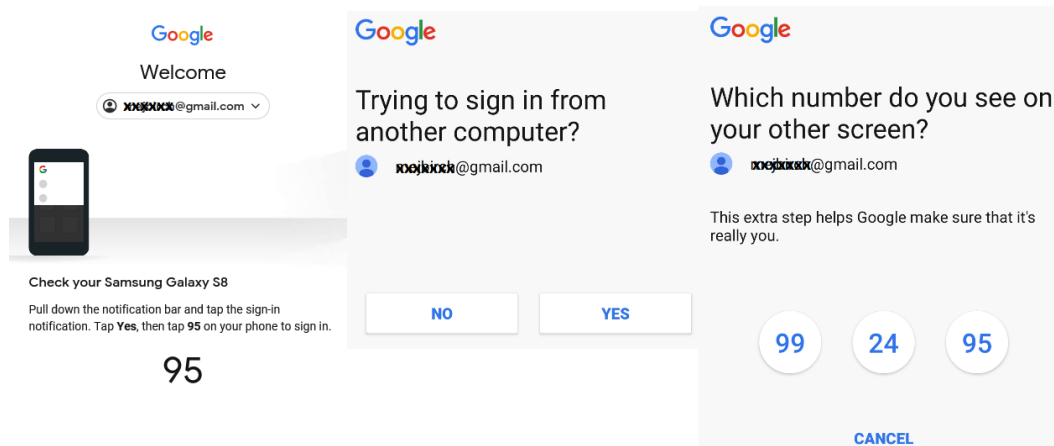 Google
Welcome
@gmail.com
G
Check your Samsung Galaxy S8
Pull down the notification bar and tap the sign-in
notification. Tap Yes, then tap 95 on your phone to sign in.
95
Google
Trying to sign in from
another computer?
@gmail.com
NO
YES
Google
Which number do you see on
your other screen?
@gmail.com
This extra step helps Google make sure that it's
really you.
99
24
95
CANCEL